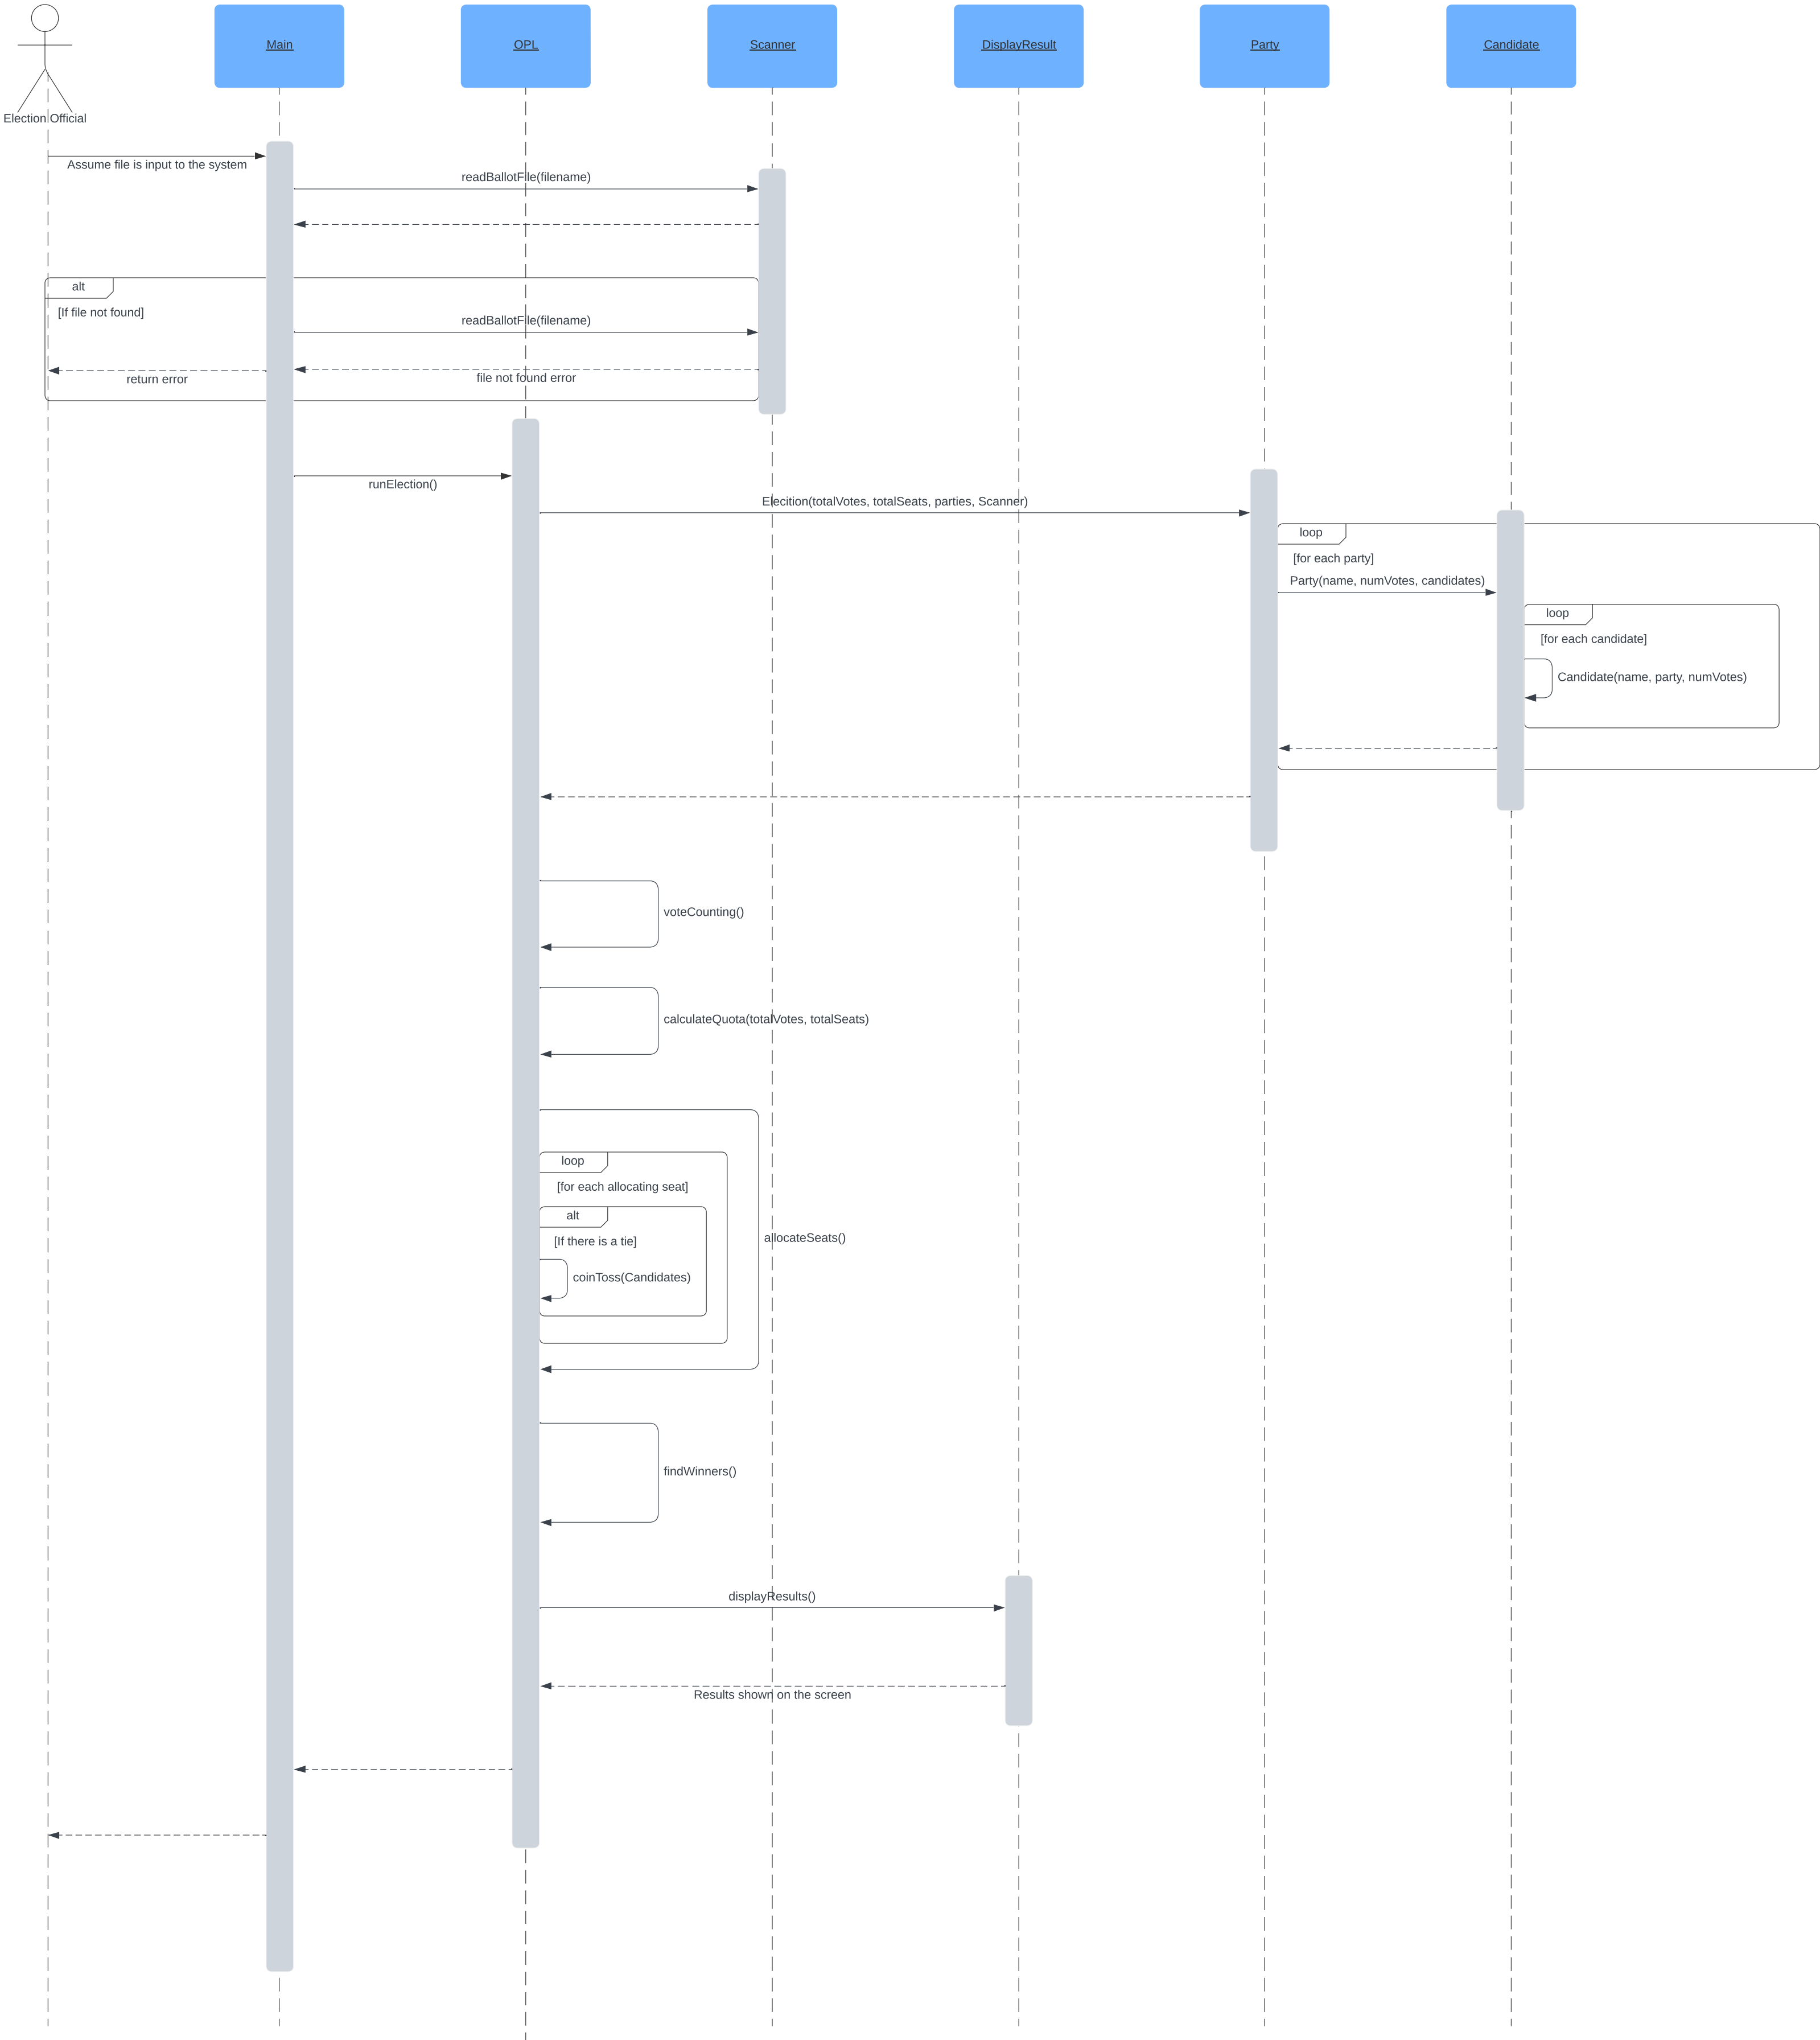 Main
OPL
Scanner
DisplayResult
Party
Candidate
Election Official
Assume file is input to the system
readBallotFile(filename)
alt
[If file not found]
readBallotFile(filename)
return error
file not found error
runElection()
Elecition(totalVotes, totalSeats, parties, Scanner)
loop
[for each party]
Party(name, numVotes, candidates)
loop
[for each candidate]
Candidate(name, party, numVotes)
voteCounting()
calculateQuota(totalVotes, totalSeats)
loop
[for each allocating seat]
alt
[If there is a tie]
allocateSeats()
coinToss(Candidates)
findWinners()
displayResults()
Results shown on the screen